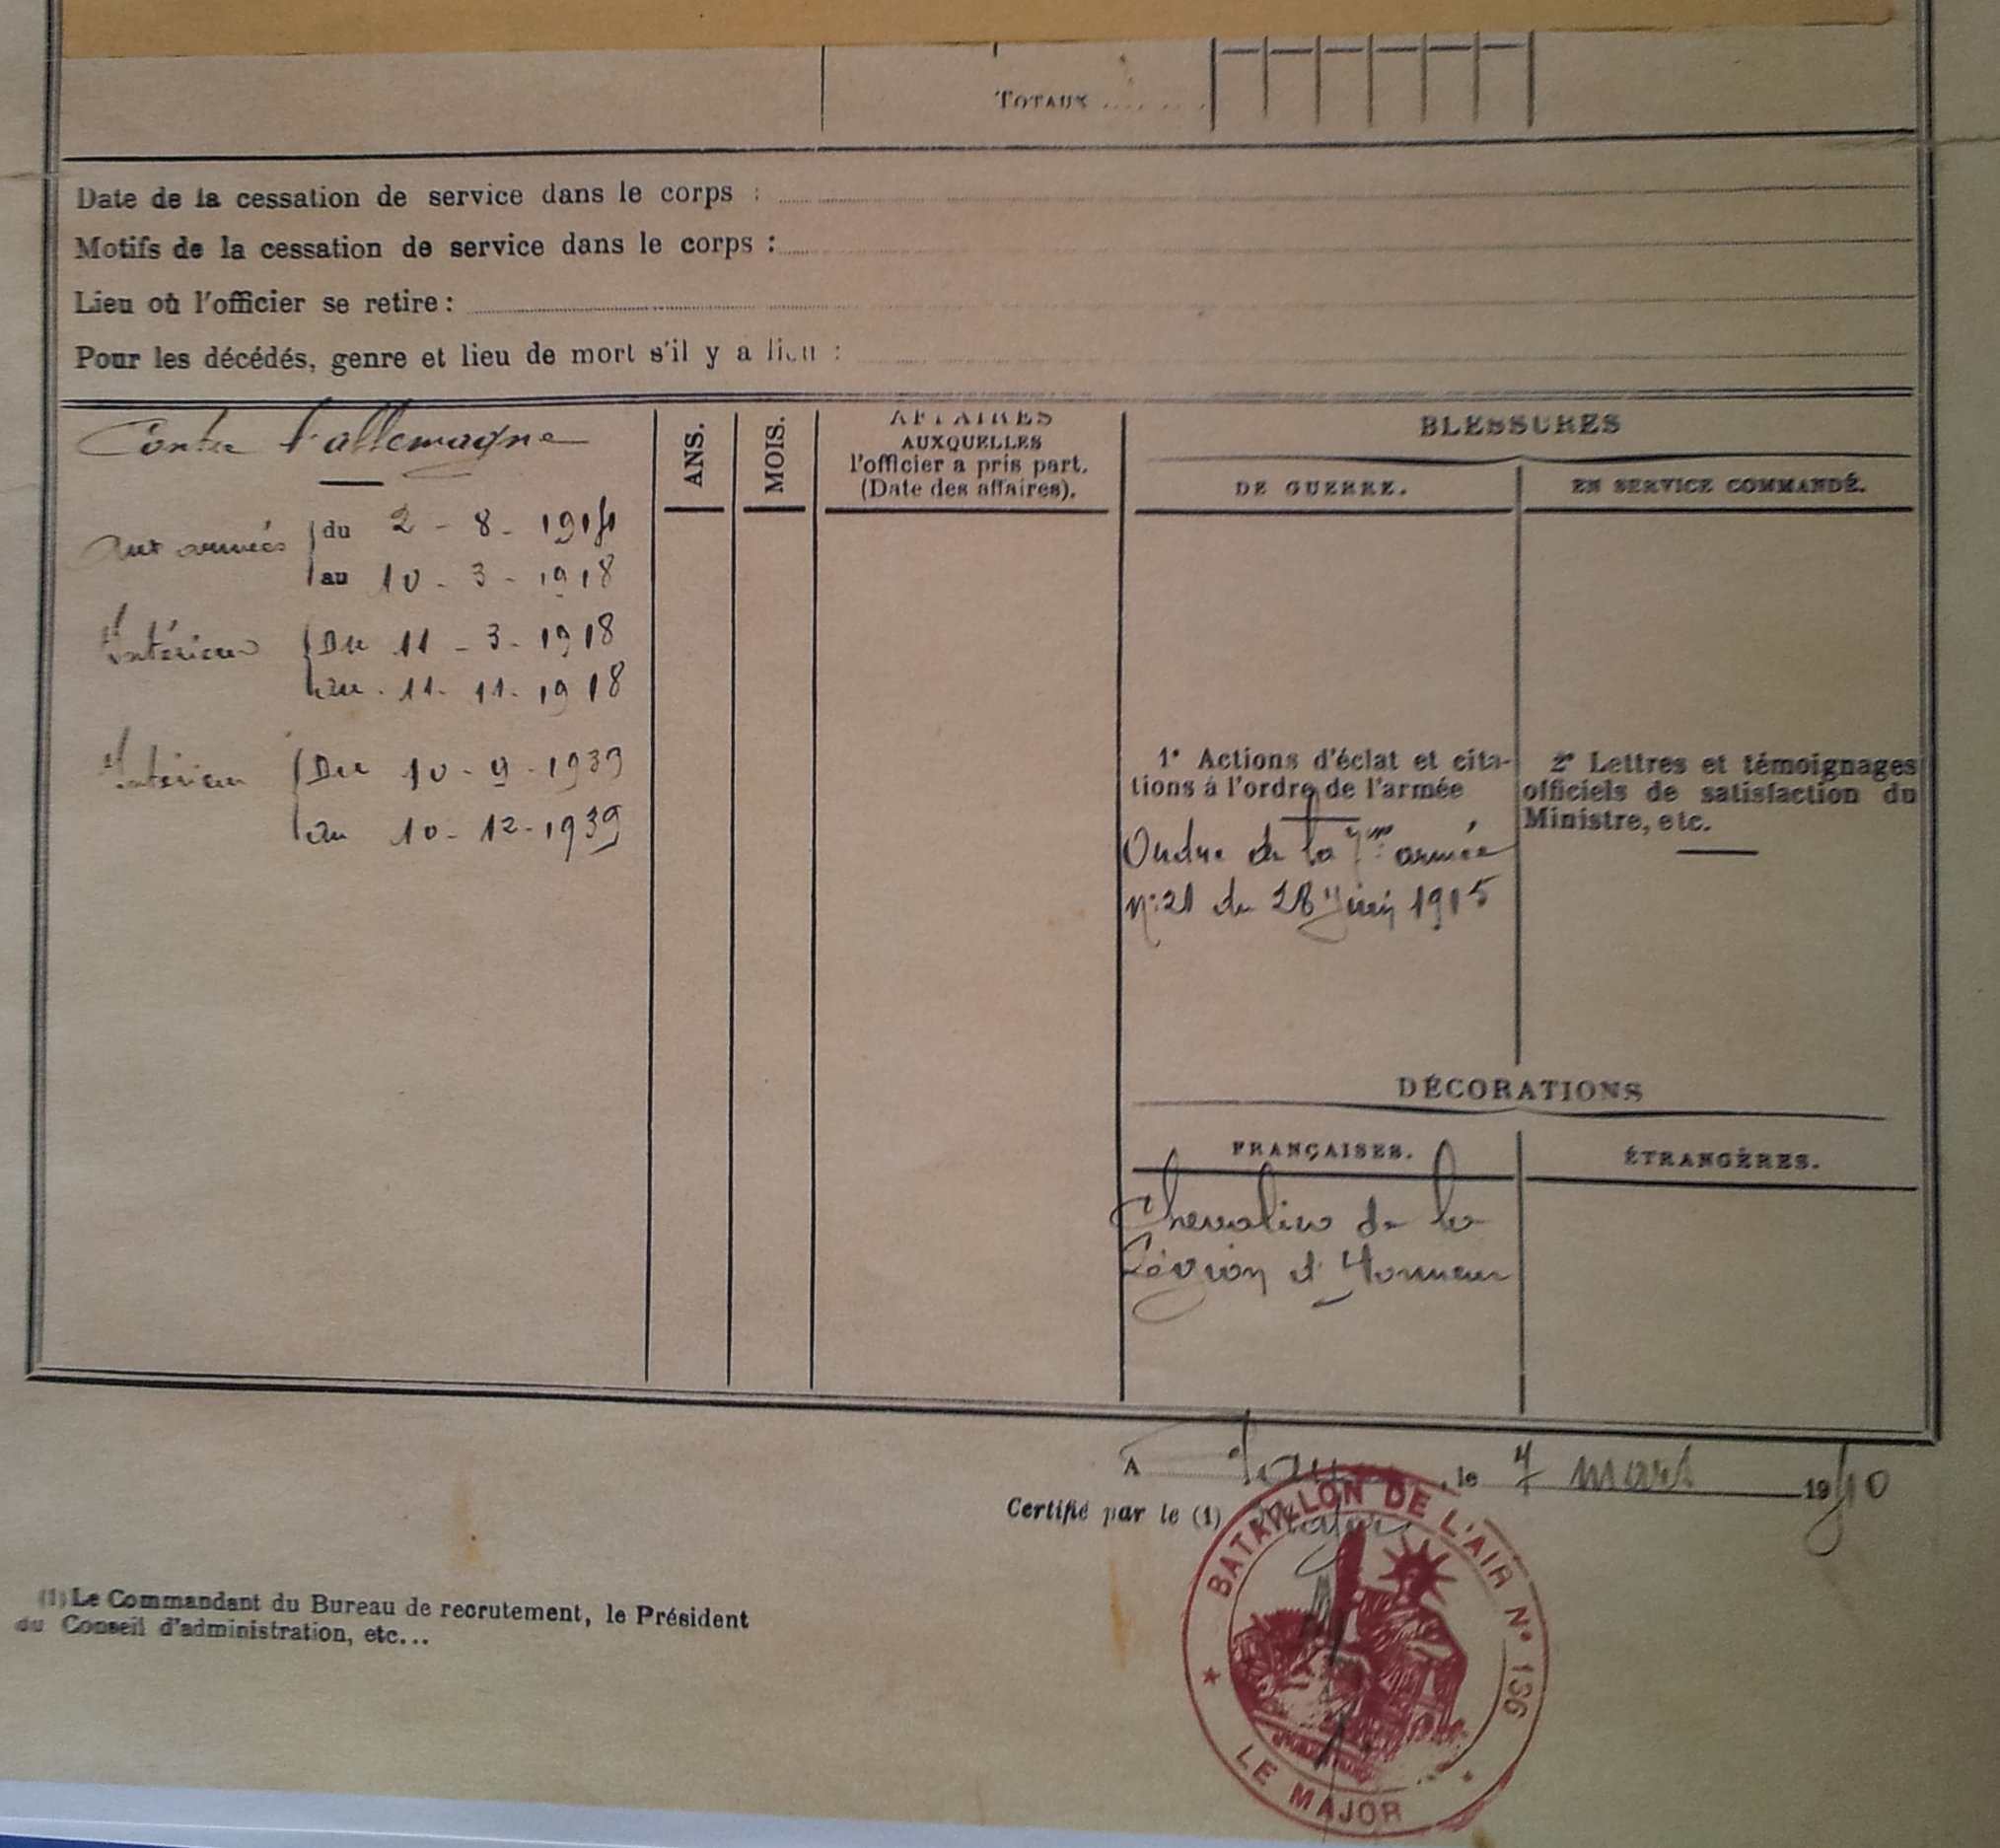 TOTAUX
Date de la cessation de service dans le corps :
Motifs de la cessation de service dans le corps :
Lieu où l'officier se retire :
Pour les décédés, genre et lieu de mort s'il y a lieu :
Contre l'allemagne
aux armées
du 2 - 8 - 1914
au 10 - 3 - 1918
Intérieur
Du 11 - 3 - 1918
au 11 - 11 - 1918
Intérieur
Du 10 - 9 - 1939
au 10 - 12 - 1939
ANS.
MOIS.
AFFAIRES
AUXQUELLES
l'officier a pris part.
(Date des affaires).
BLESSURES
DE GUERRE.
EN SERVICE COMMANDÉ.
1° Actions d'éclat et cita-
tions à l'ordre de l'armée
Ordre de la 7me armée
n° 21 du 28 Juin 1915
2° Lettres et témoignages
officiels de satisfaction du
Ministre, etc.
DÉCORATIONS
FRANÇAISES.
Chevalier de la
Légion d'Honneur
ÉTRANGÈRES.
A , le 7 mars 1940
Certifié par le (1) Major
BATAILLON DE L'AIR N° 136
LE MAJOR
(1) Le Commandant du Bureau de recrutement, le Président
du Conseil d'administration, etc...